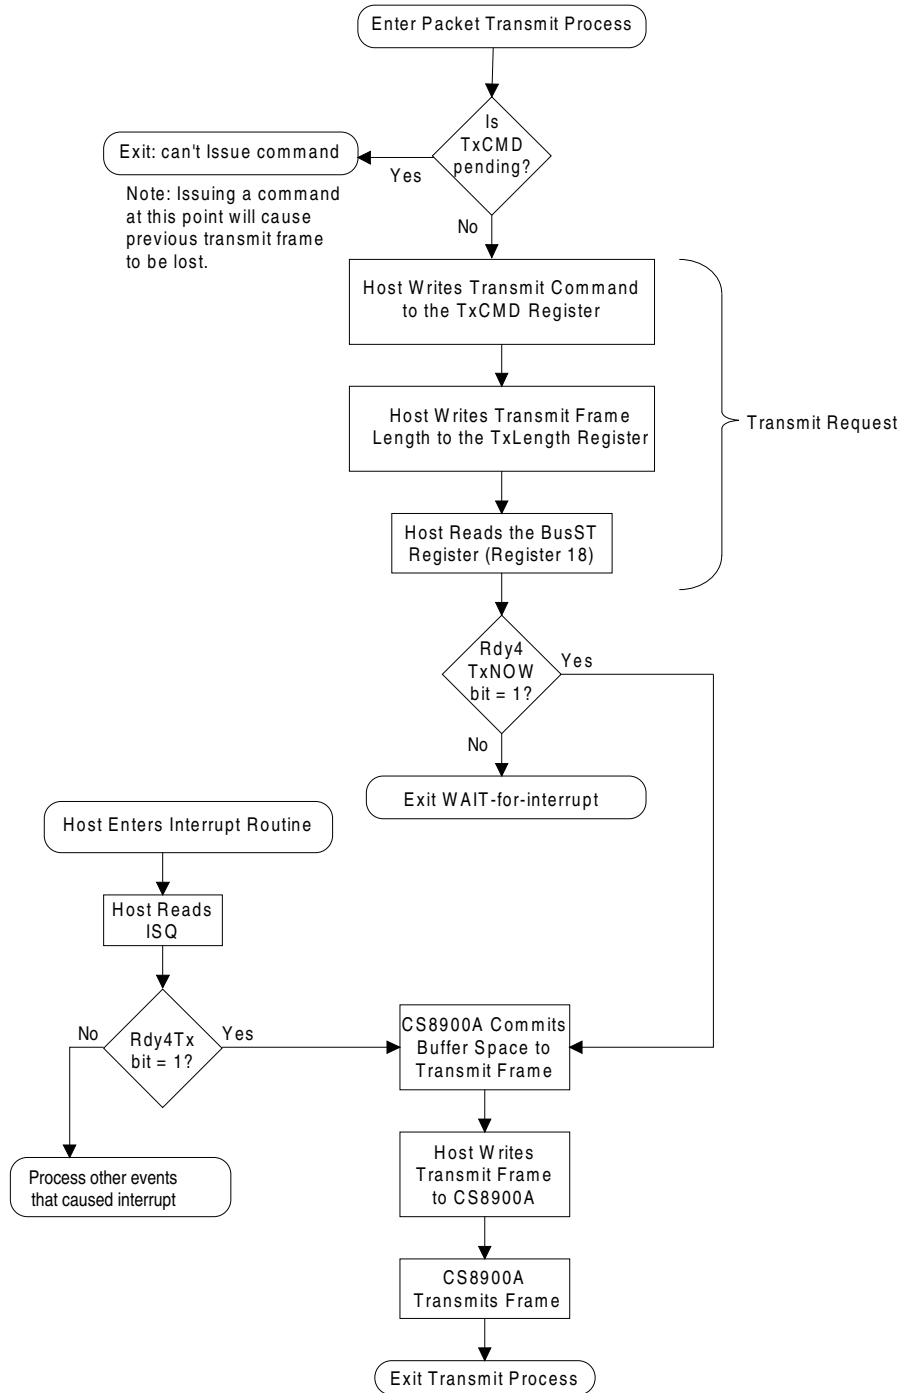 Enter Packet Transmit Process
Is
TxCMD
pending?
Exit: can't Issue command
Yes
Note: Issuing a command
at this point will cause
previous transmit frame
to be lost.
No
Host Writes Transmit Command
to the TxCMD Register
Host Writes Transmit Frame
Length to the TxLength Register
Transmit Request
Host Reads the BusST
Register (Register 18)
Rdy4
TxNOW
bit = 1?
Yes
No
Exit WAIT-for-interrupt
Host Enters Interrupt Routine
Host Reads
ISQ
Rdy4Tx
bit = 1?
No
Yes
CS8900A Commits
Buffer Space to
Transmit Frame
Process other events
that caused interrupt
Host Writes
Transmit Frame
to CS8900A
CS8900A
Transmits Frame
Exit Transmit Process